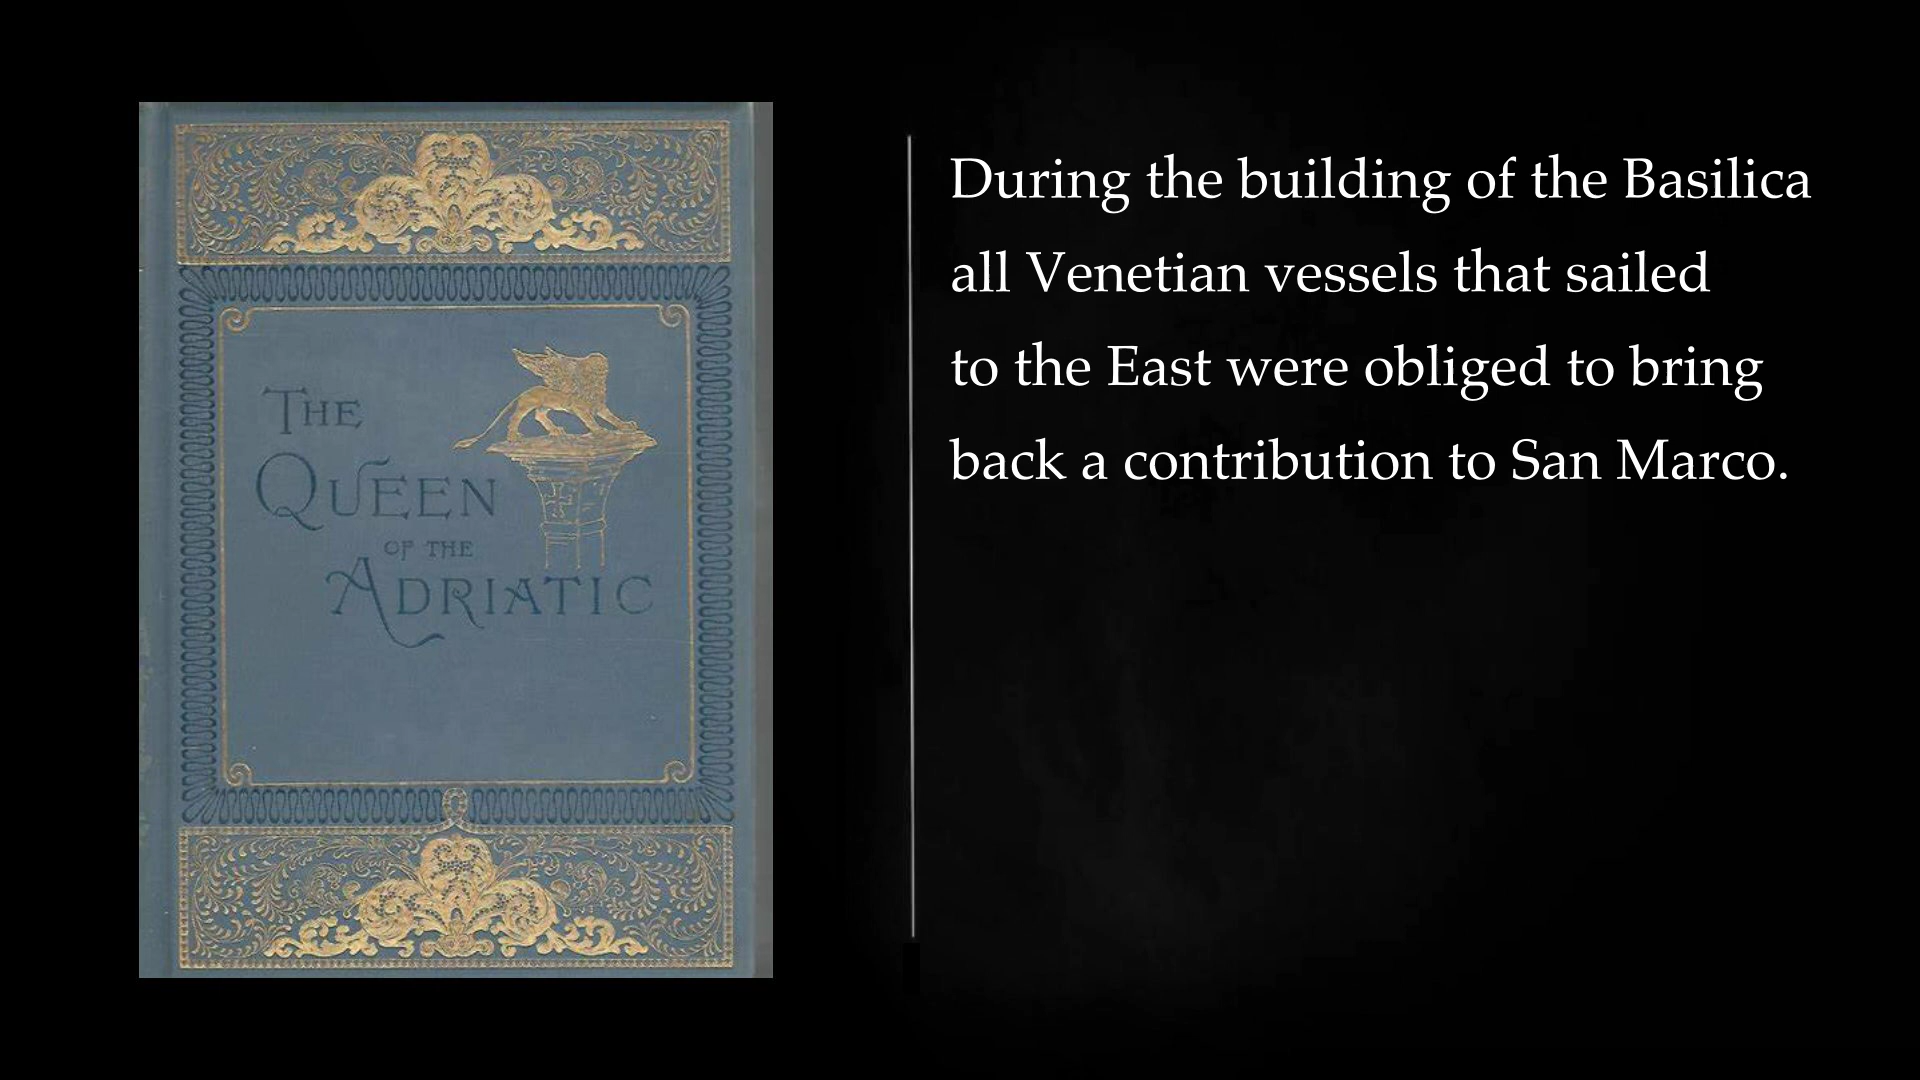 THE
QUEEN
OF THE
ADRIATIC
During the building of the Basilica
all Venetian vessels that sailed
to the East were obliged to bring
back a contribution to San Marco.